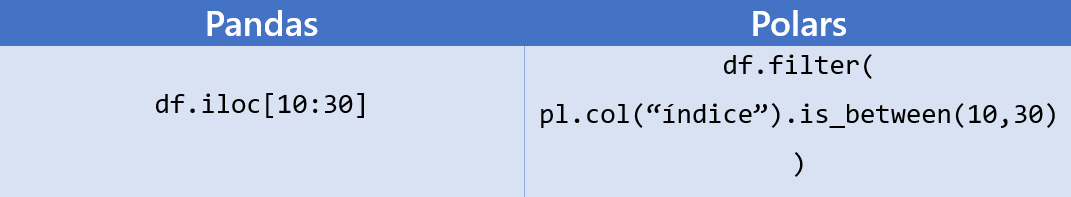 Pandas
Polars
df.iloc[10:30]
df.filter(
pl.col(“índice”).is_between(10,30)
)